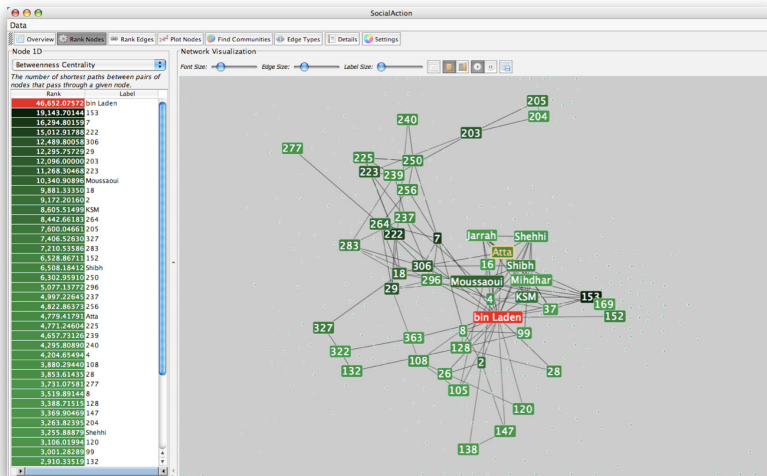 SocialAction
Data
Overview Rank Nodes Rank Edges Plot Nodes Find Communities Edge Types Details Settings
Node 1D
Betweenness Centrality
The number of shortest paths between pairs of
nodes that pass through a given node.
Rank Label
46,652.07572 bin Laden
19,143.70144 153
16,294.80159 7
15,012.91788 222
12,489.80058 306
12,295.75729 29
12,096.00000 203
11,268.30468 223
10,340.90896 Moussaoui
9,881.33350 18
9,172.20160 2
8,605.51499 KSM
8,442.66183 264
7,600.04661 205
7,406.52630 327
7,210.53586 283
6,528.86711 152
6,508.18412 Shibh
6,302.95910 250
5,077.13772 296
4,997.22645 237
4,822.86373 256
4,779.41791 Atta
4,771.24604 225
4,657.73126 239
4,295.80890 240
4,204.65494 4
3,880.29440 108
3,853.61435 28
3,731.07581 277
3,519.89144 8
3,388.71515 128
3,369.90469 147
3,263.82395 204
3,255.88879 Shehhi
3,106.01994 120
3,001.28289 99
2,910.33519 132
Network Visualization
Font Size: Edge Size: Label Size:
205
240 204
203
277
225 250
223 239
256
237
264
222 7 Jarrah Shehhi
283
Atta
306 16 Shibh
18 296 Moussaoui Mihdhar
29 4 KSM 153
169
37
bin Laden 152
327 8 99
363
322 128
108 2
132 26 28
105
120
147
138